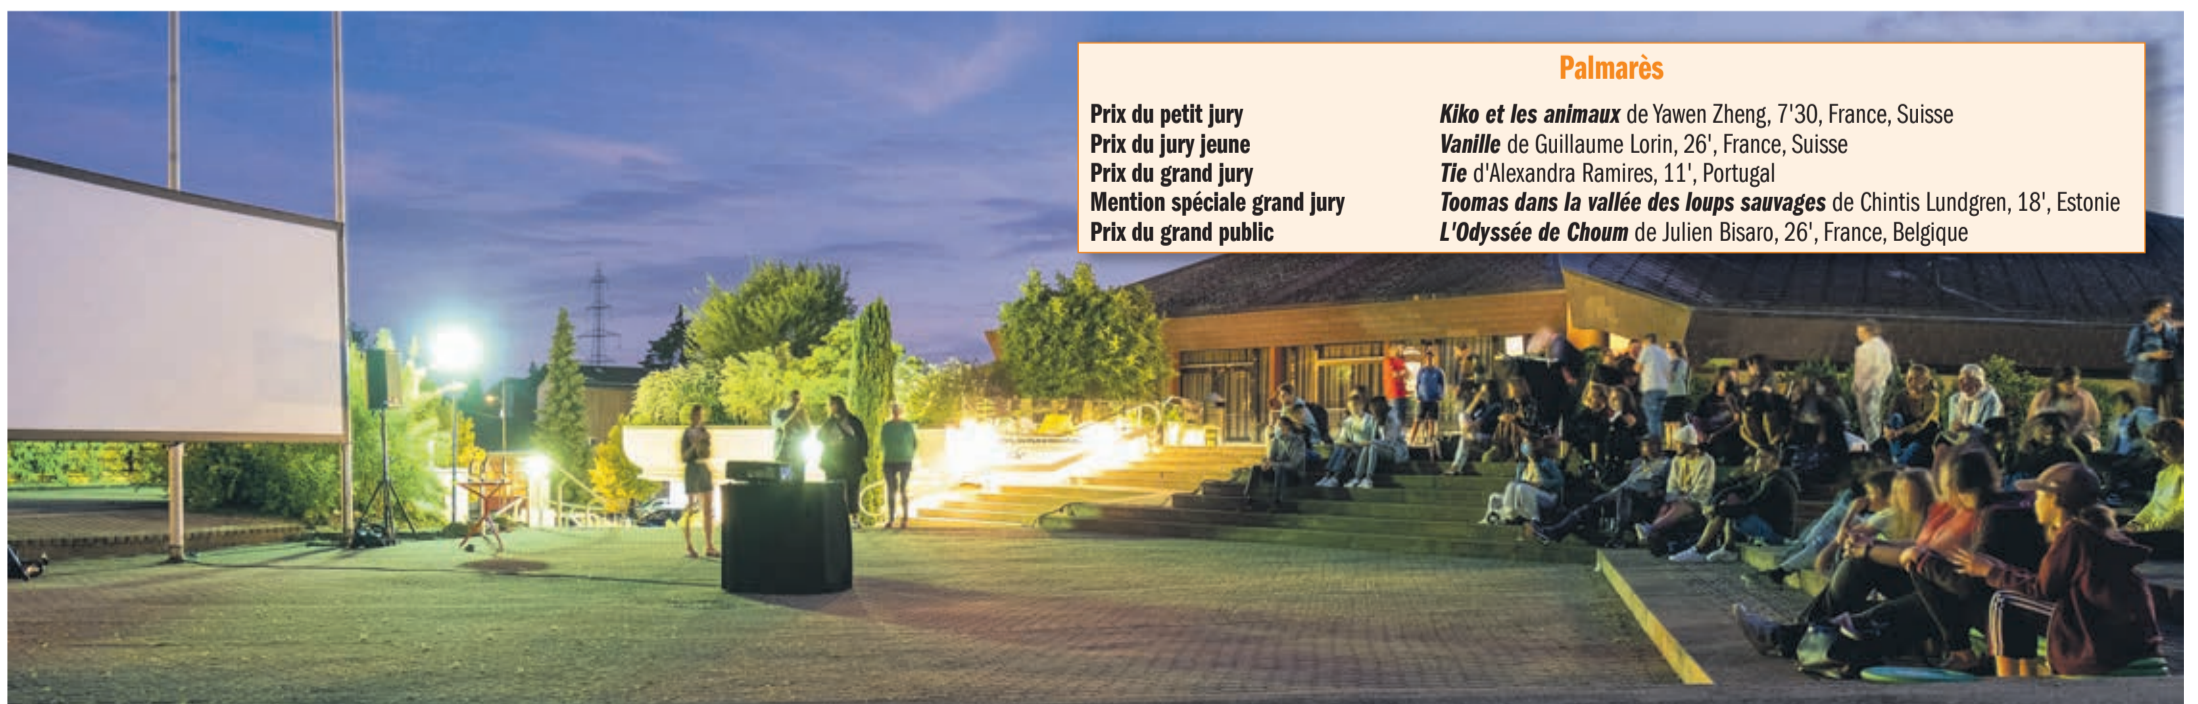 Palmarès
Prix du petit jury Kiko et les animaux de Yawen Zheng, 7'30, France, Suisse
Prix du jury jeune Vanille de Guillaume Lorin, 26', France, Suisse
Prix du grand jury Tie d'Alexandra Ramires, 11', Portugal
Mention spéciale grand jury Toomas dans la vallée des loups sauvages de Chintis Lundgren, 18', Estonie
Prix du grand public L'Odyssée de Choum de Julien Bisaro, 26', France, Belgique